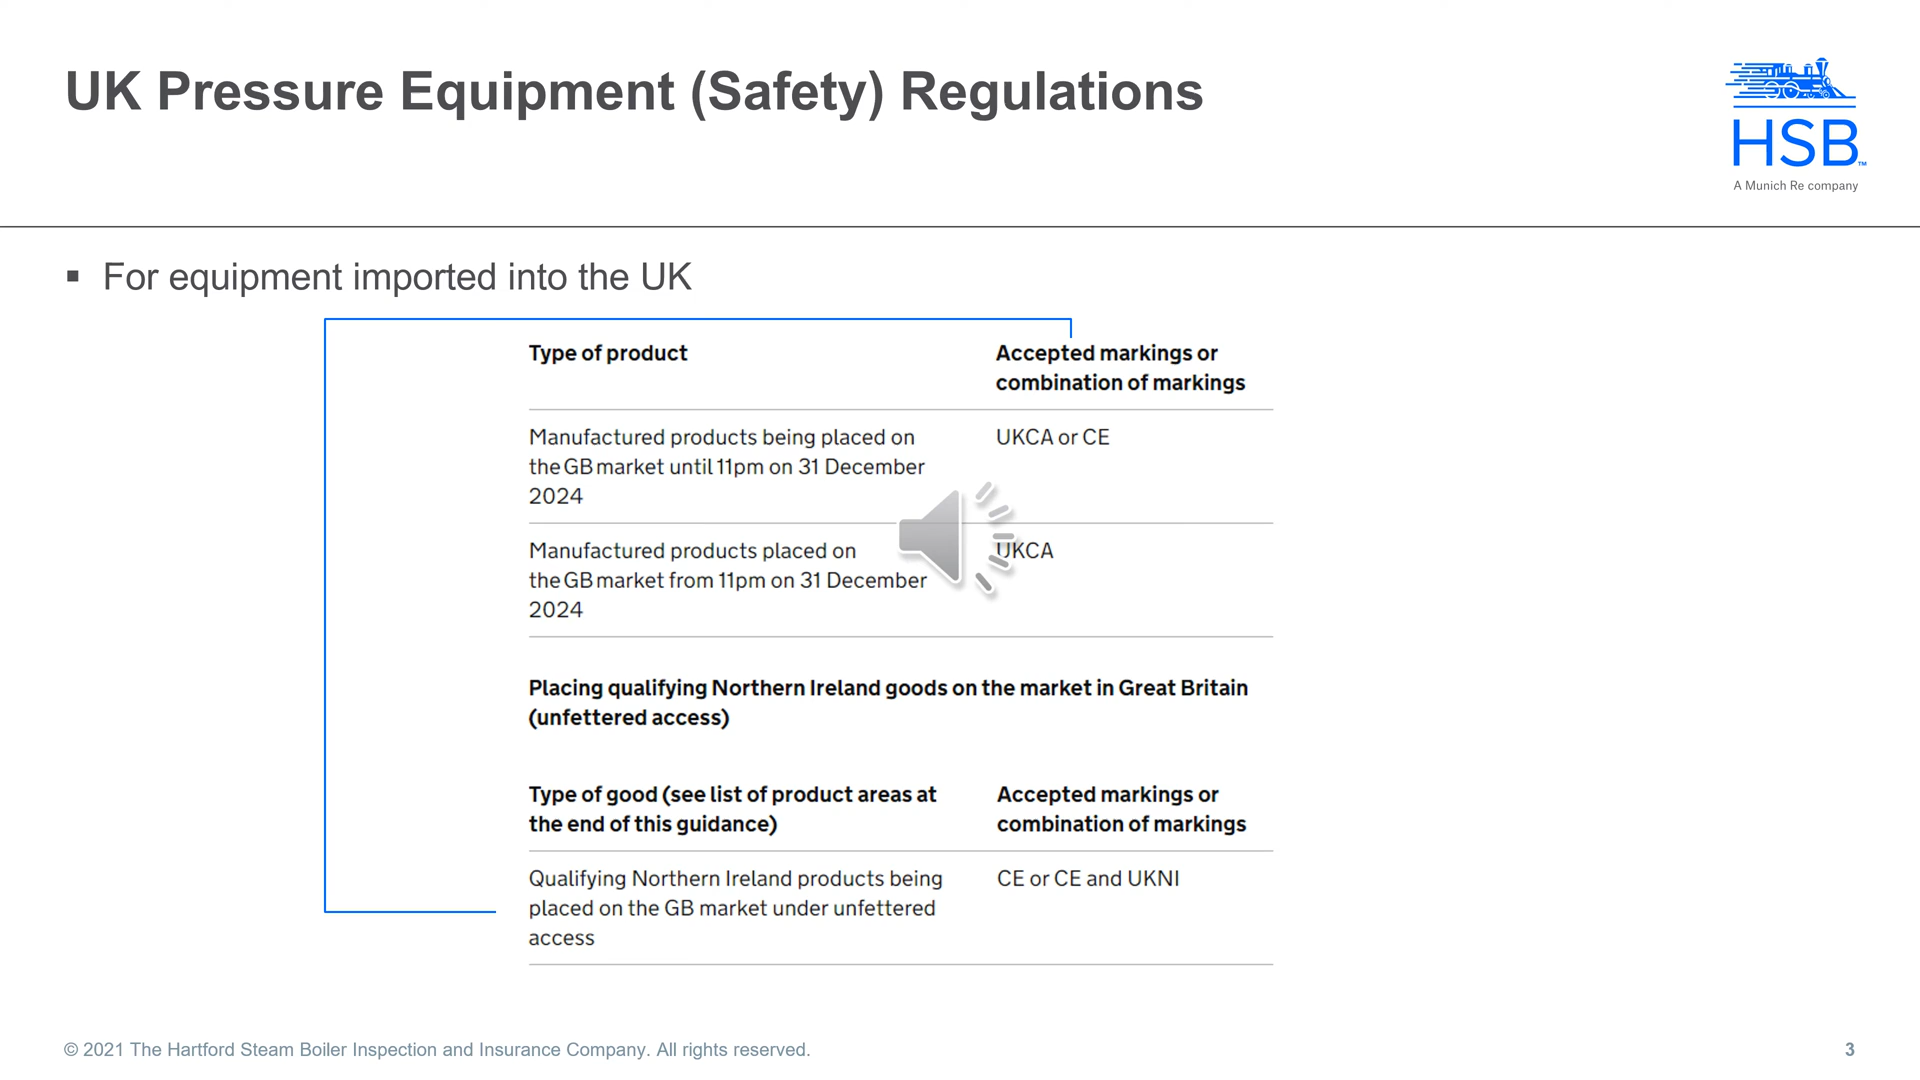 UK Pressure Equipment (Safety) Regulations
HSB™
A Munich Re company
▪ For equipment imported into the UK
Type of product
Accepted markings or
combination of markings
Manufactured products being placed on
the GB market until 11pm on 31 December
2024
UKCA or CE
Manufactured products placed on
the GB market from 11pm on 31 December
2024
UKCA
Placing qualifying Northern Ireland goods on the market in Great Britain
(unfettered access)
Type of good (see list of product areas at
the end of this guidance)
Accepted markings or
combination of markings
Qualifying Northern Ireland products being
placed on the GB market under unfettered
access
CE or CE and UKNI
© 2021 The Hartford Steam Boiler Inspection and Insurance Company. All rights reserved.
3